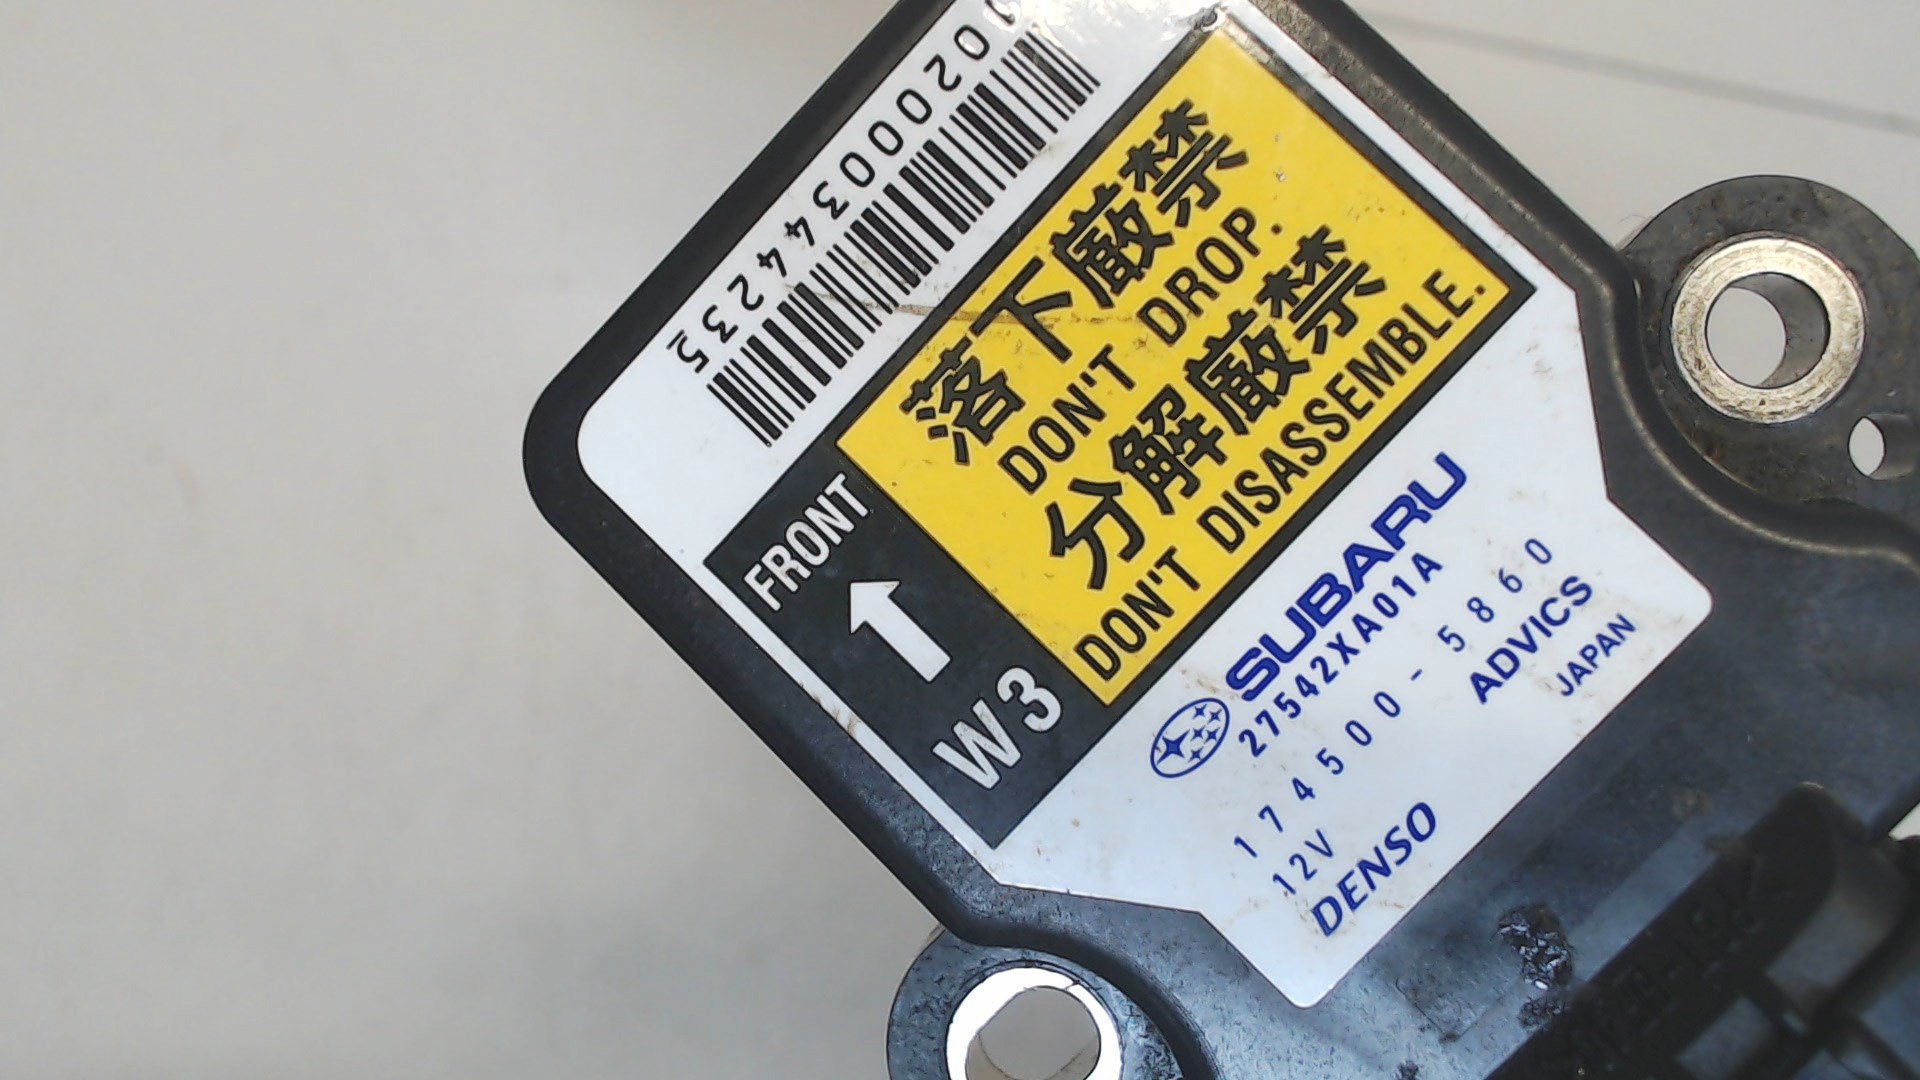 102000344235
落下厳禁
DON'T DROP.
分解厳禁
DON'T DISASSEMBLE.
FRONT
W3
SUBARU
27542XA01A
174500-5860
12V ADVICS
DENSO JAPAN